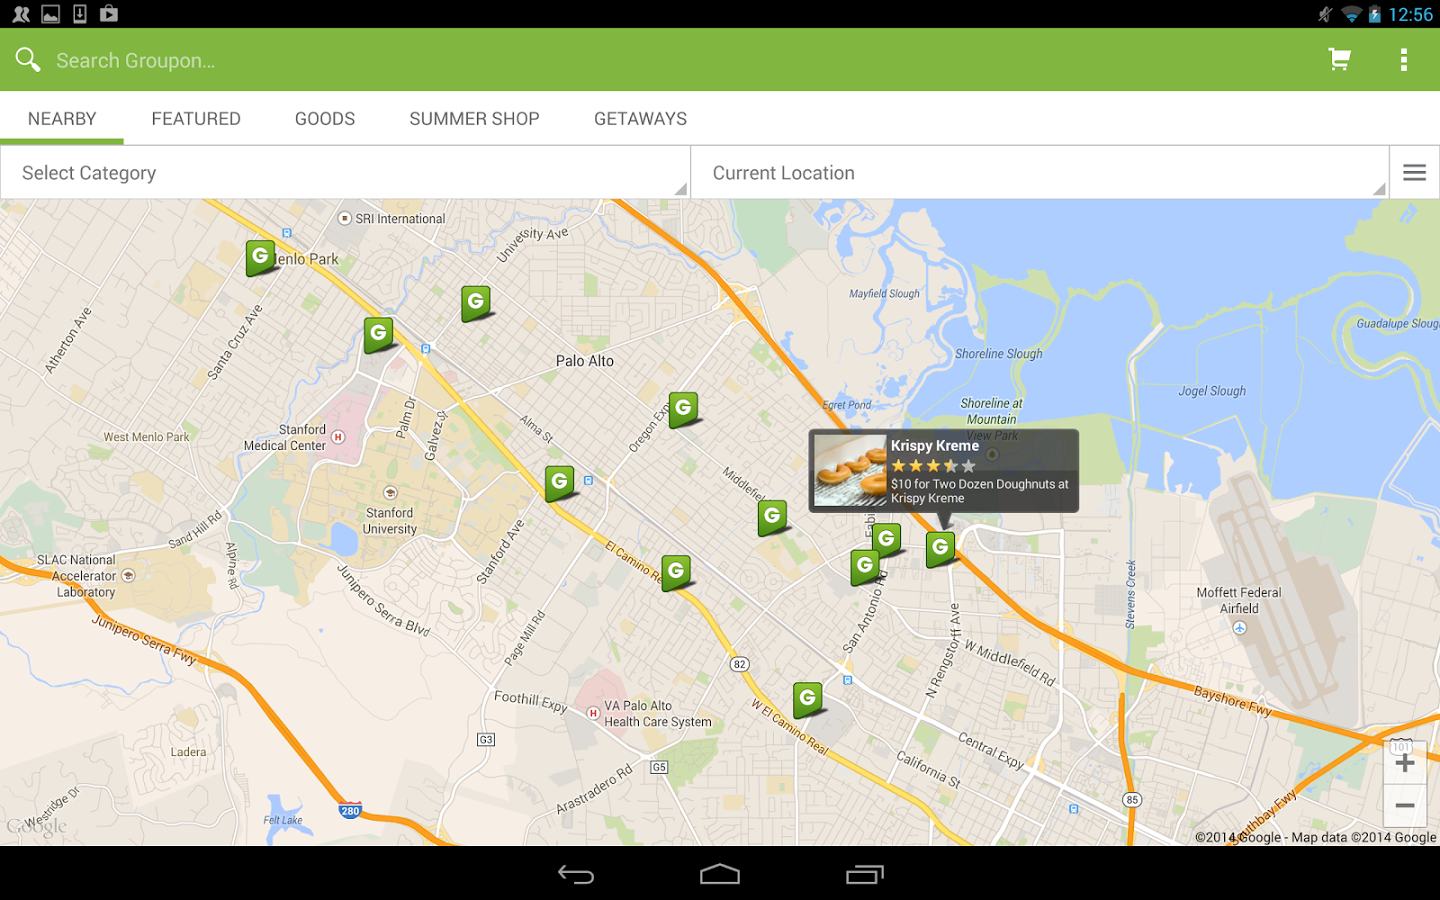 12:56
Search Groupon...
NEARBY
FEATURED
GOODS
SUMMER SHOP
GETAWAYS
Select Category
Current Location
SRI International
University Ave
G
enlo Park
Mayfield Slough
G
Guadalupe Sloug
Atherton Ave
Santa Cruz Ave
G
Shoreline Slough
Palo Alto
Jogel Slough
Egret Pond
Shoreline at
Mountain
View Park
G
Palm Dr
Galvez St
Alma St
Oregon Expy
West Menlo Park
Stanford
Medical Center
H
Krispy Kreme
$10 for Two Dozen Doughnuts at
Krispy Kreme
Middlefield
G
Stanford
University
Sand Hill Rd
G
Fabi
G
G
G
Stanford Ave
El Camino Rea
G
Alpine Rd
SLAC National
Accelerator
Laboratory
Junipero Serra Blvd
Stevens Creek
Moffett Federal
Airfield
San Antonio Rd
N Rengstorff Ave
Junipero Serra Fwy
Page Mill Rd
82
W Middlefield Rd
G
Foothill Expy
H
VA Palo Alto
Health Care System
W El Camino Real
Bayshore Fwy
G3
Ladera
G5
Central Expy
California St
101
+
Arastradero Rd
Westridge Dr
280
Felt Lake
85
−
uthbay Fwy
Google
©2014 Google - Map data ©2014 Google